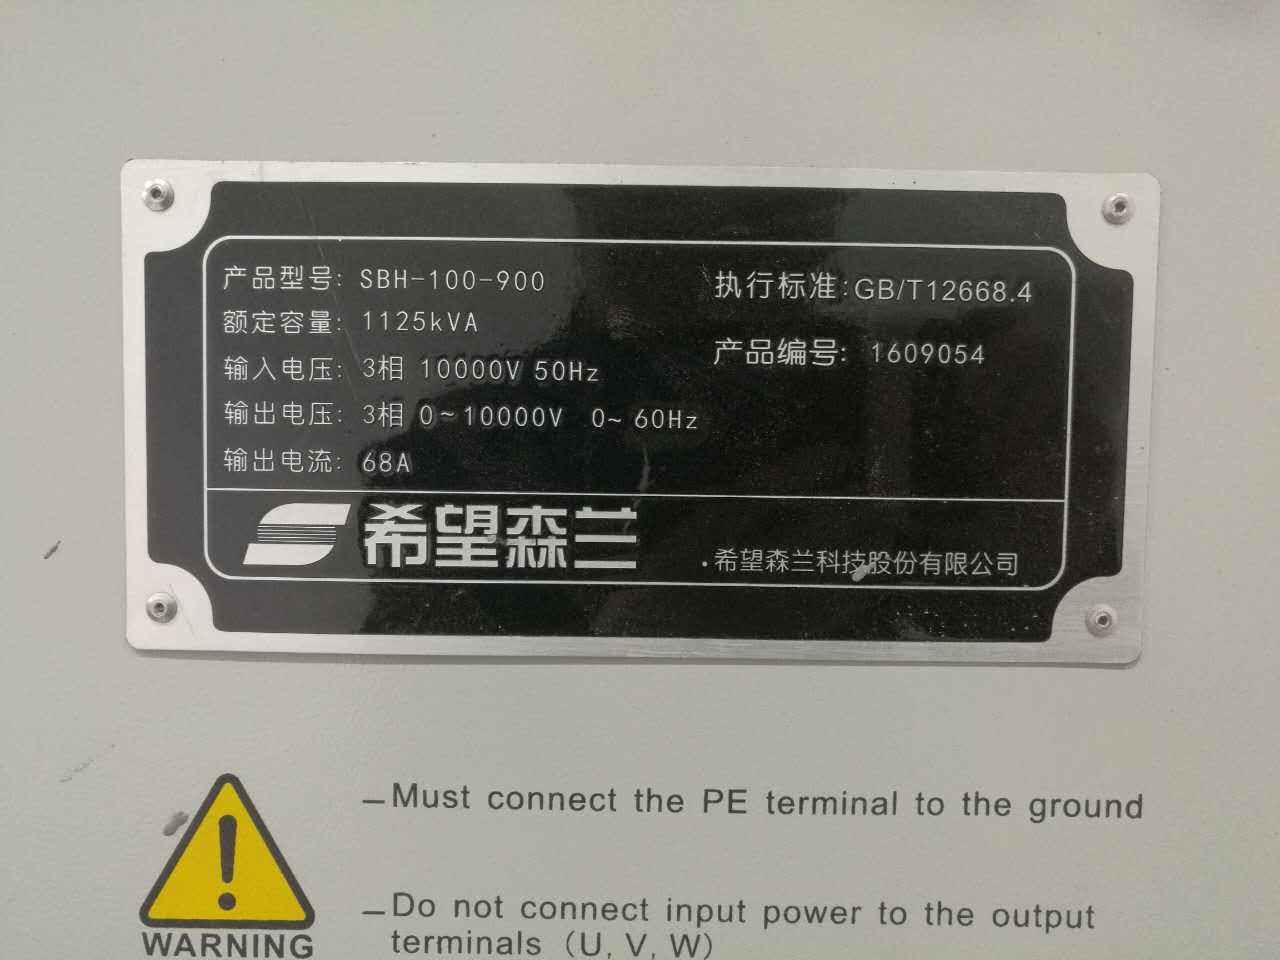 产品型号: SBH-100-900
额定容量: 1125kVA
输入电压: 3相 10000V 50Hz
输出电压: 3相 0~10000V 0~60Hz
输出电流: 68A
执行标准:GB/T12668.4
产品编号: 1609054
希望森兰
·希望森兰科技股份有限公司
WARNING
–Must connect the PE terminal to the ground
–Do not connect input power to the output
terminals (U, V, W)